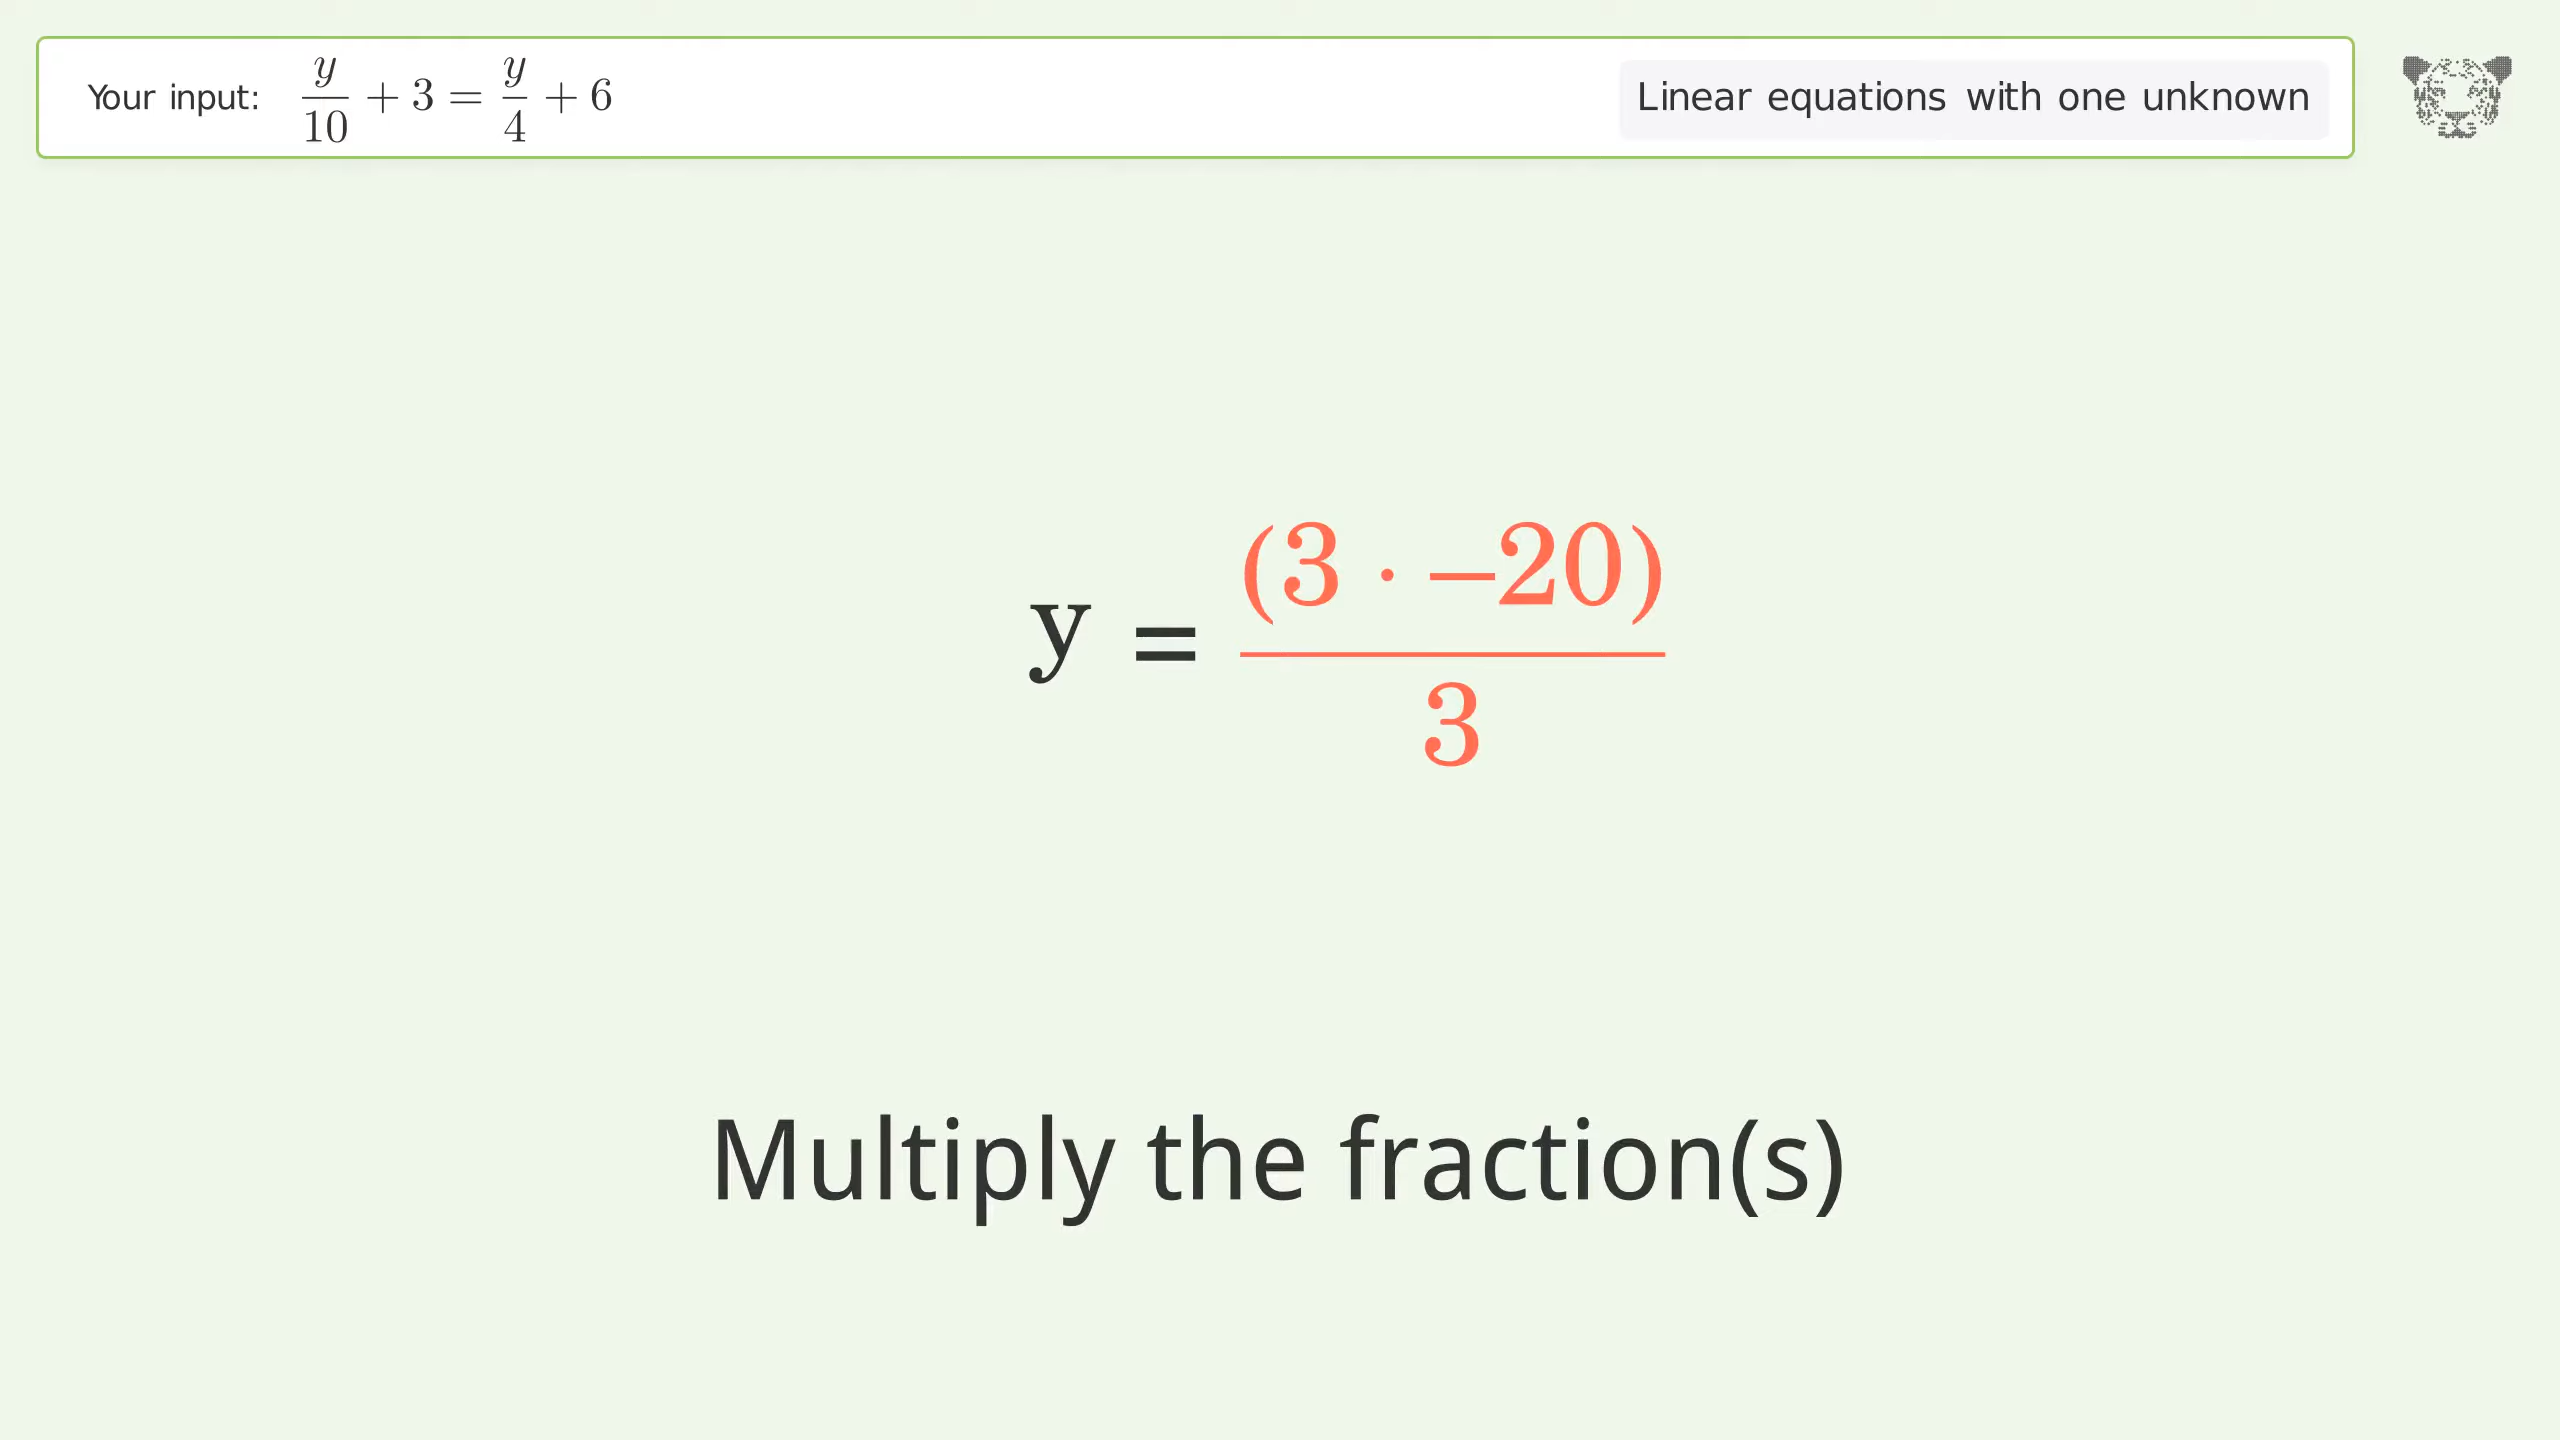 Your input: y/10 + 3 = y/4 + 6
Linear equations with one unknown
y = (3 · −20)/3
Multiply the fraction(s)